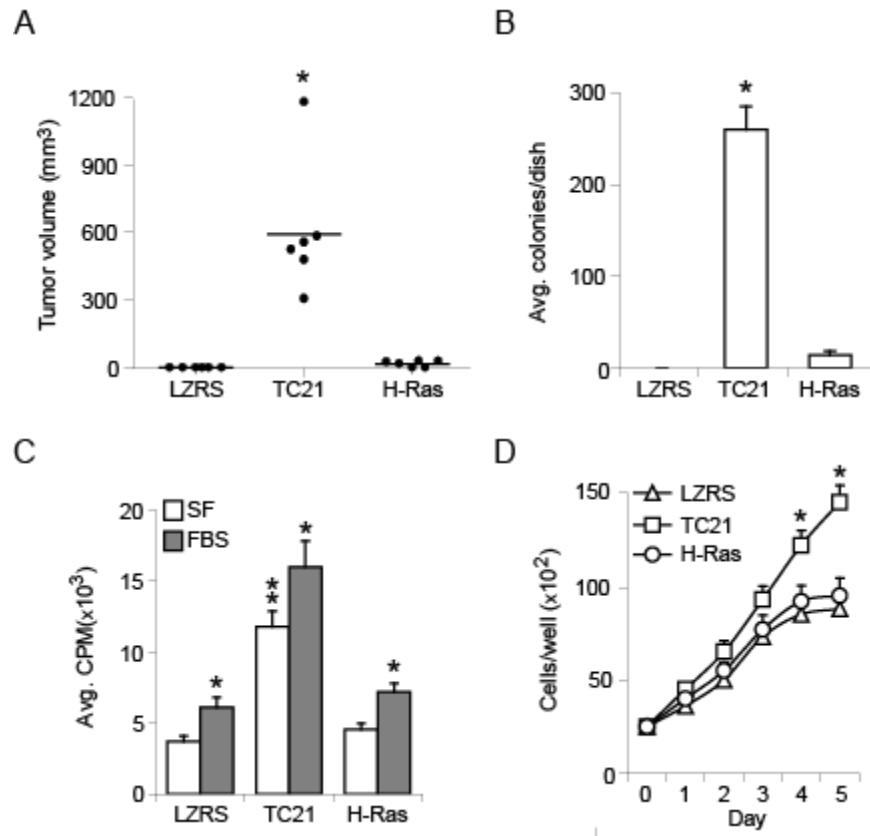 A
Tumor volume (mm³)
1200
900
600
300
0
*
LZRS TC21 H-Ras
B
Avg. colonies/dish
300
200
100
0
*
LZRS TC21 H-Ras
C
Avg. CPM(x10³)
SF
FBS
20
15
10
5
0
*
*
*
*
*
LZRS TC21 H-Ras
D
Cells/well (x10²)
LZRS
TC21
H-Ras
150
100
50
0
*
*
0 1 2 3 4 5
Day